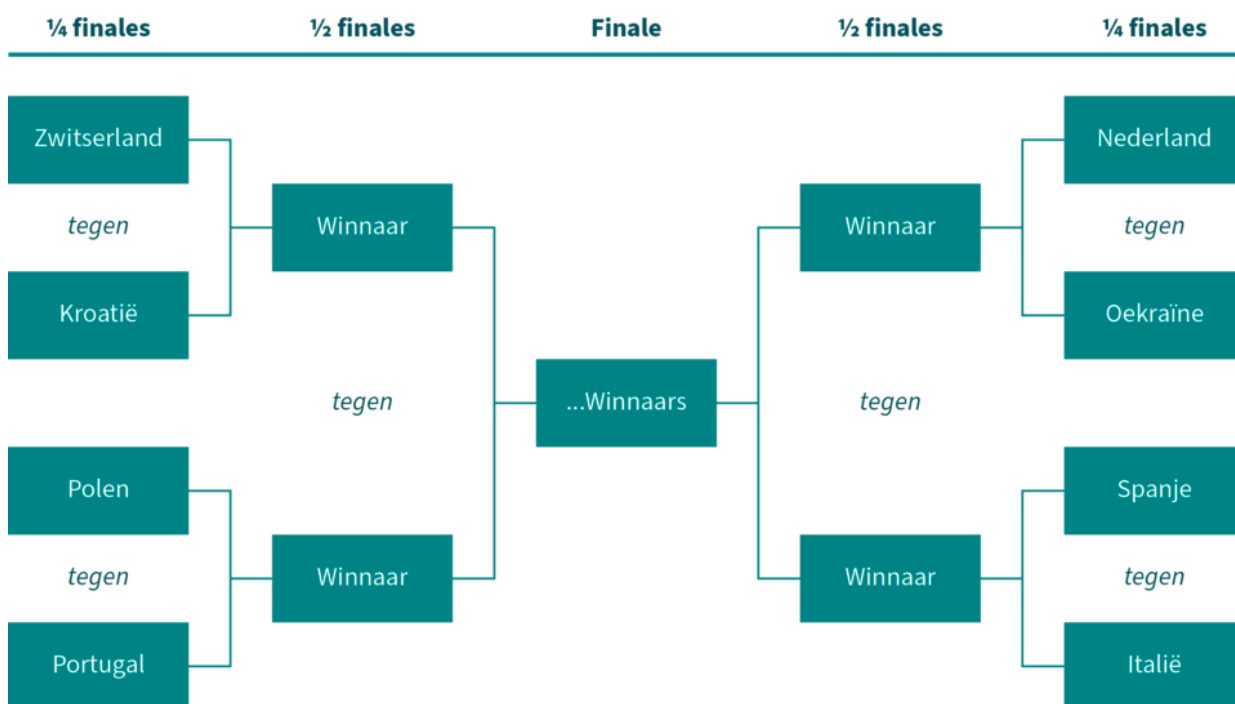 ¼ finales
½ finales
Finale
½ finales
¼ finales
Zwitserland
tegen
Kroatië
Winnaar
tegen
Polen
tegen
Portugal
Winnaar
...Winnaars
Winnaar
tegen
Winnaar
Nederland
tegen
Oekraïne
Spanje
tegen
Italië